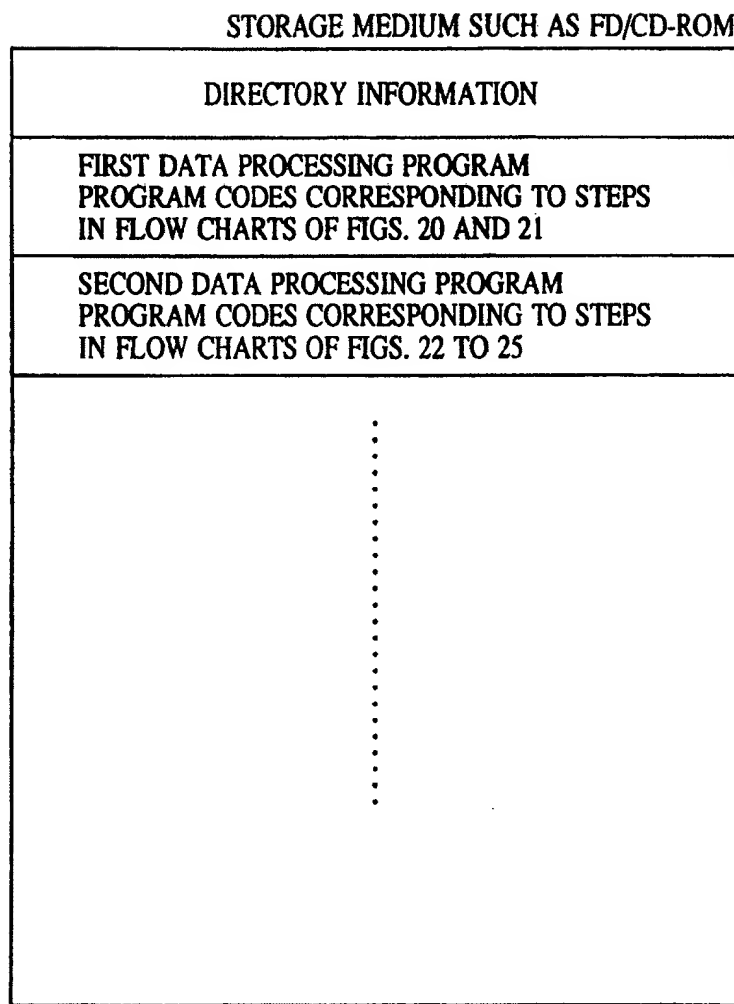 STORAGE MEDIUM SUCH AS FD/CD-ROM
DIRECTORY INFORMATION
FIRST DATA PROCESSING PROGRAM
PROGRAM CODES CORRESPONDING TO STEPS
IN FLOW CHARTS OF FIGS. 20 AND 21
SECOND DATA PROCESSING PROGRAM
PROGRAM CODES CORRESPONDING TO STEPS
IN FLOW CHARTS OF FIGS. 22 TO 25